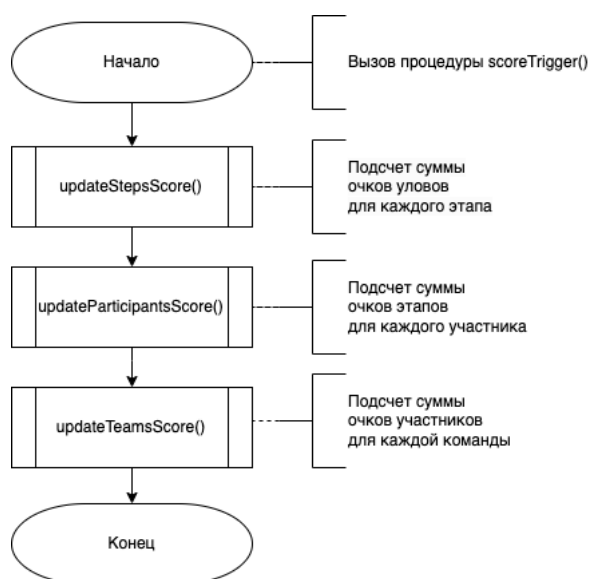 Начало
Вызов процедуры scoreTrigger()
updateStepsScore()
Подсчет суммы
очков уловов
для каждого этапа
updateParticipantsScore()
Подсчет суммы
очков этапов
для каждого участника
updateTeamsScore()
Подсчет суммы
очков участников
для каждой команды
Конец